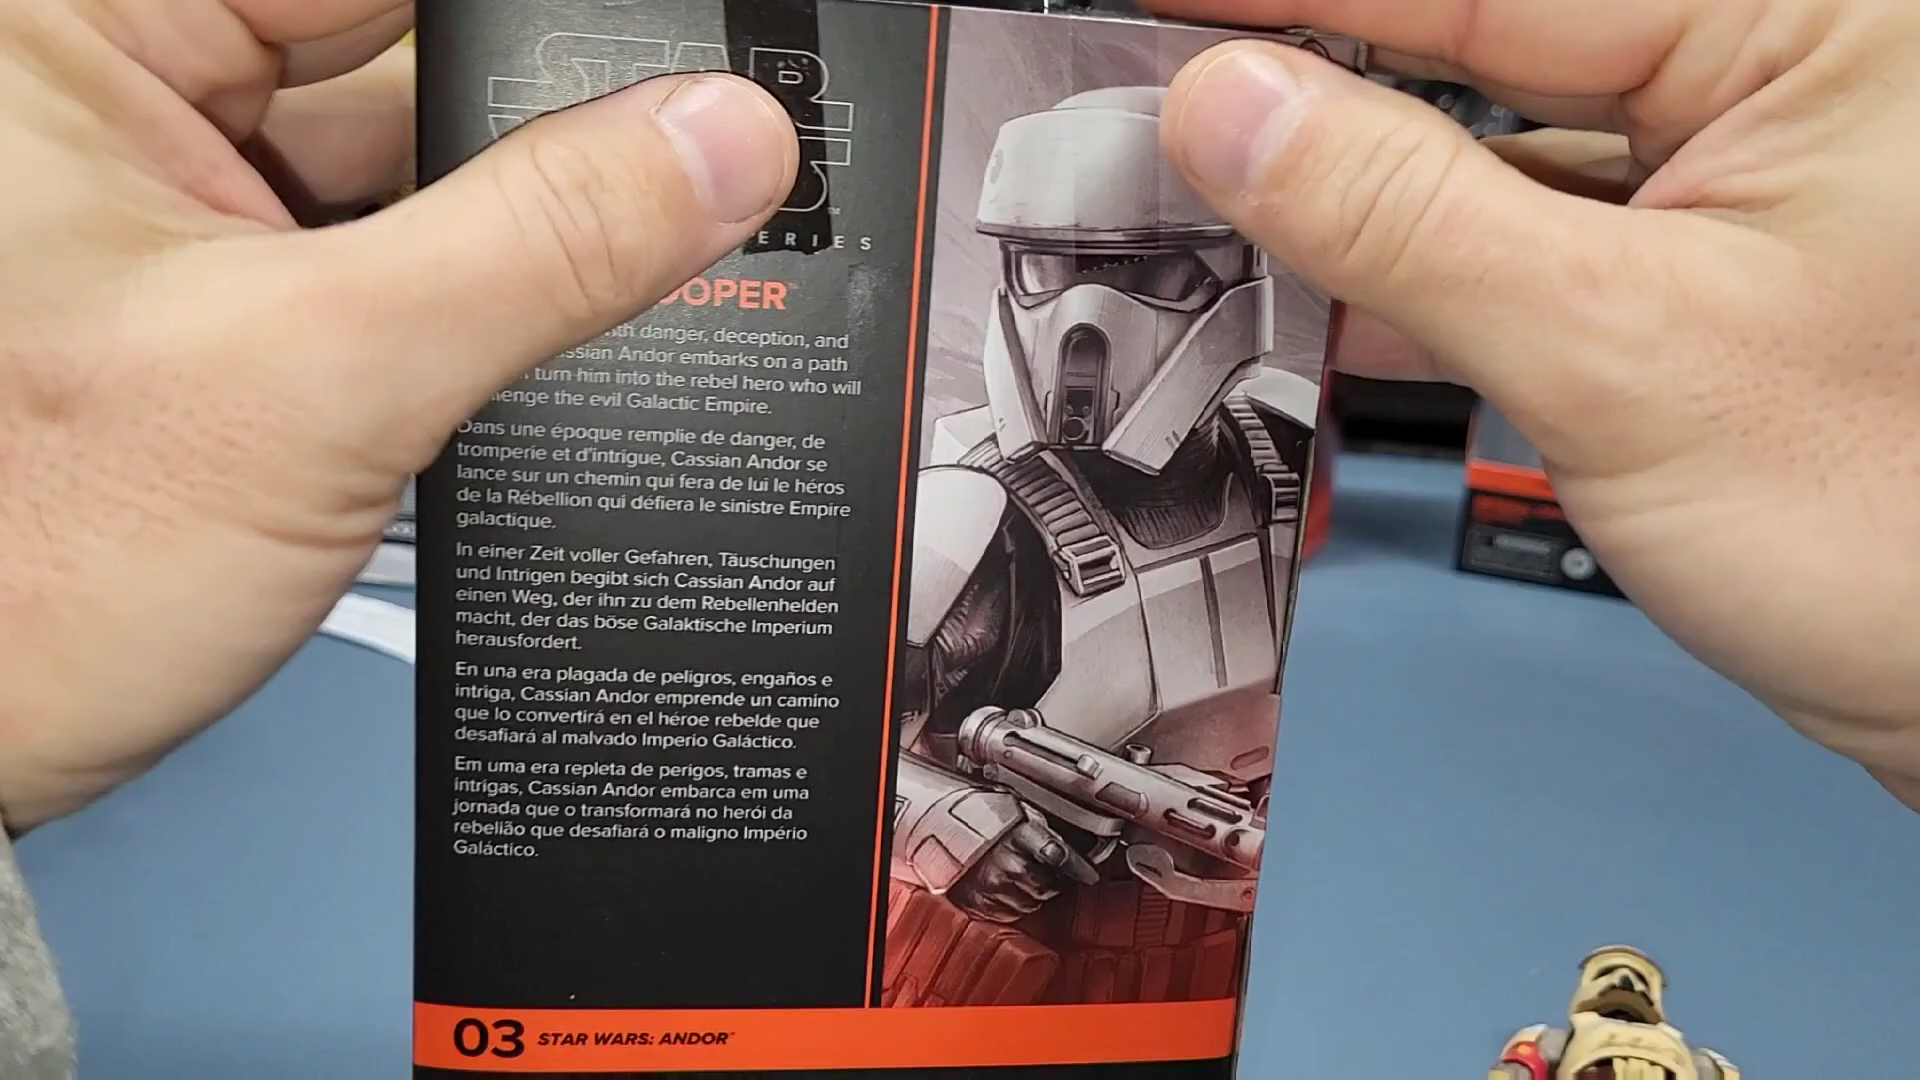 STAR
ERIES
OOPER™
danger, deception, and
Andor embarks on a path
turn him into the rebel hero who will
the evil Galactic Empire.
Dans une époque remplie de danger, de
tromperie et d'intrigue, Cassian Andor se
lance sur un chemin qui fera de lui le héros
de la Rébellion qui défiera le sinistre Empire
galactique.
In einer Zeit voller Gefahren, Täuschungen
und Intrigen begibt sich Cassian Andor auf
einen Weg, der ihn zu dem Rebellenhelden
macht, der das böse Galaktische Imperium
herausfordert.
En una era plagada de peligros, engaños e
intriga, Cassian Andor emprende un camino
que lo convertirá en el héroe rebelde que
desafiará al malvado Imperio Galáctico.
Em uma era repleta de perigos, tramas e
intrigas, Cassian Andor embarca em uma
jornada que o transformará no herói da
rebelião que desafiará o maligno Império
Galáctico.
03 STAR WARS: ANDOR™